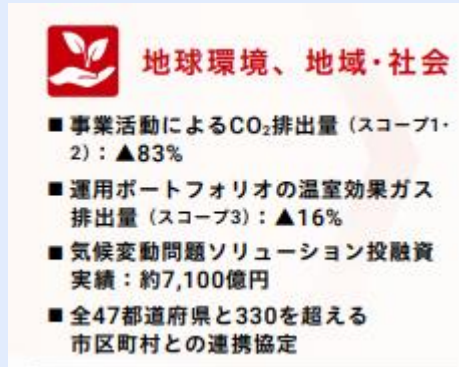 地球環境、地域・社会
■ 事業活動によるCO₂排出量（スコープ1・
2）：▲83%
■ 運用ポートフォリオの温室効果ガス
排出量（スコープ3）：▲16%
■ 気候変動問題ソリューション投融資
実績：約7,100億円
■ 全47都道府県と330を超える
市区町村との連携協定